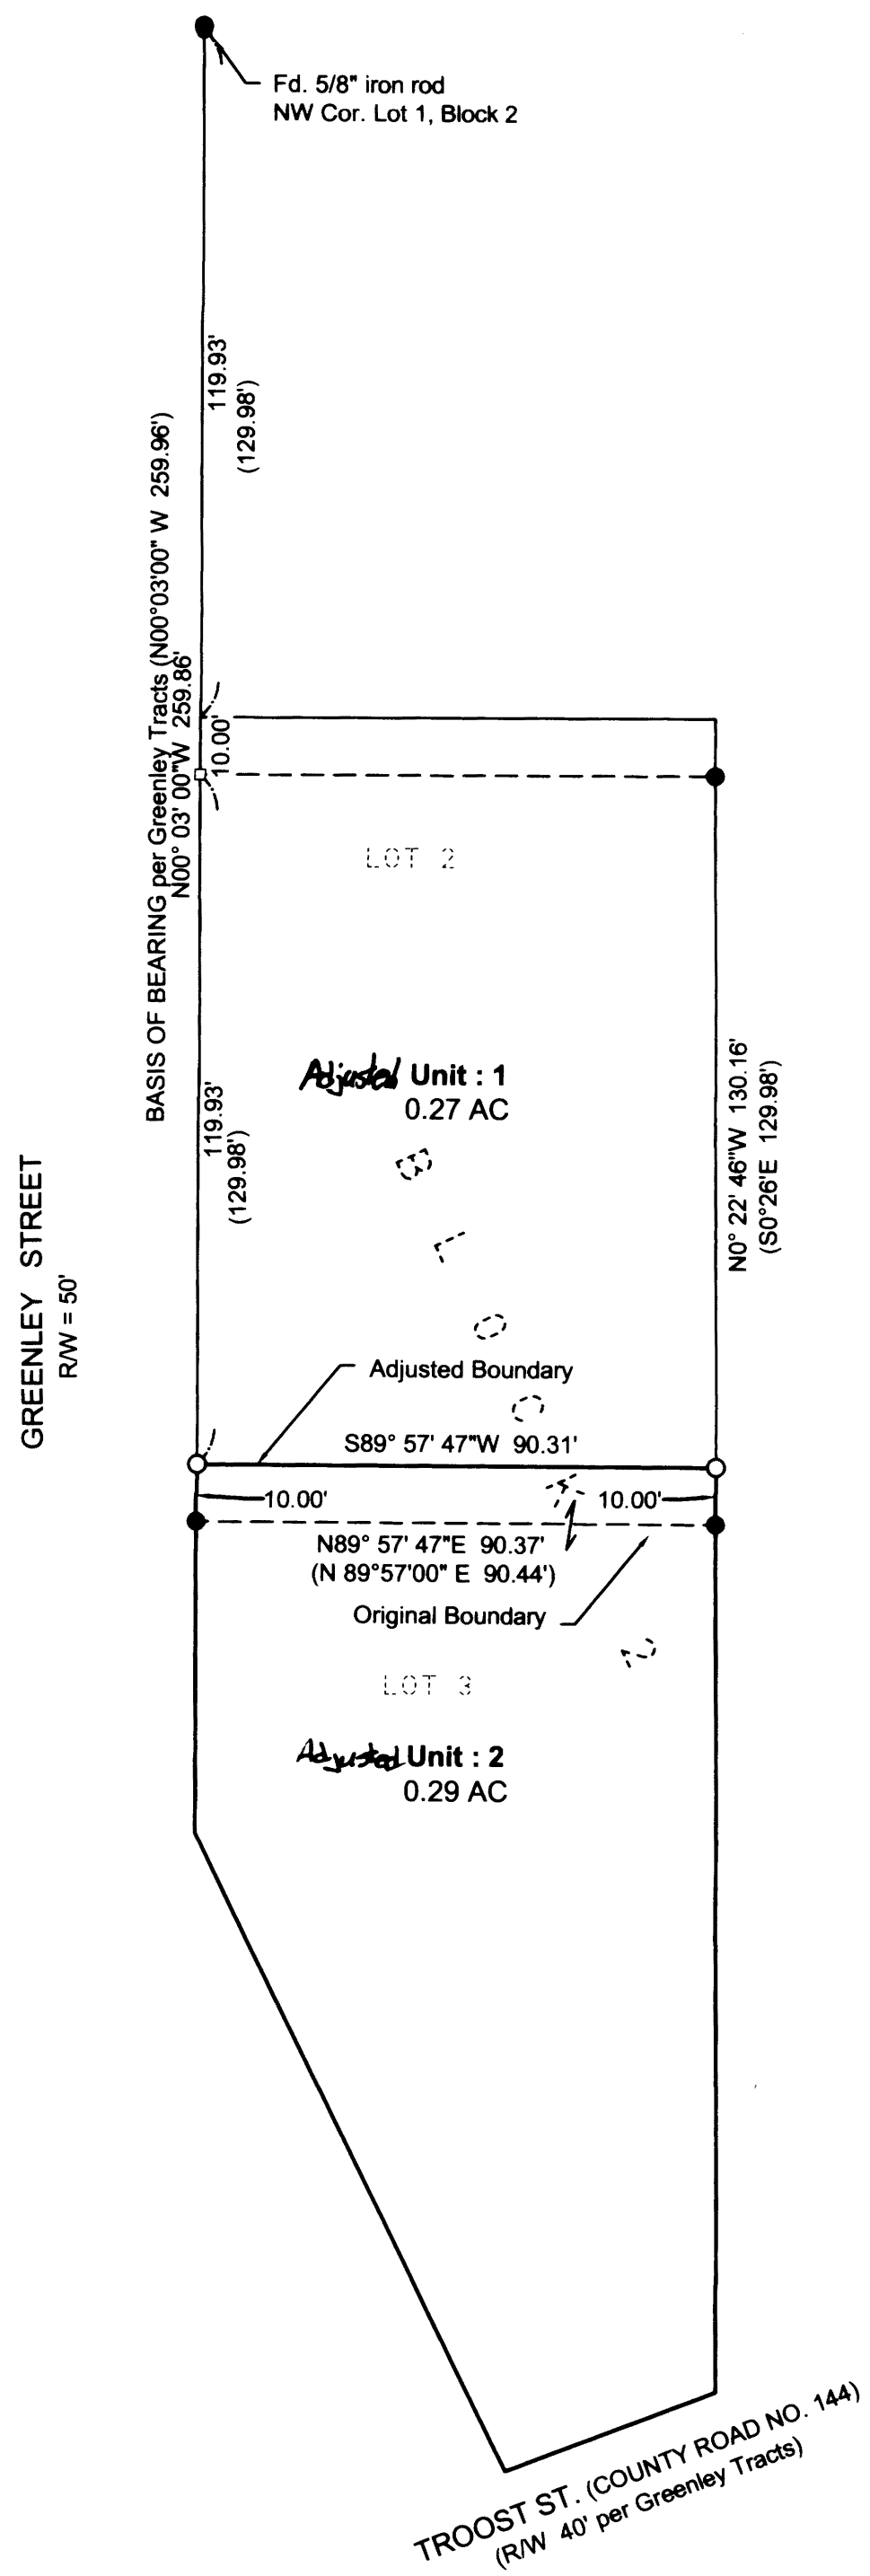 Fd. 5/8" iron rod
NW Cor. Lot 1, Block 2
119.93'
(129.98')
BASIS OF BEARING per Greenley Tracts (N00°03'00" W 259.96')
N00° 03' 00"W 259.86'
10.00'
LOT 2
Adjusted Unit : 1
0.27 AC
119.93'
(129.98')
N0° 22' 46"W 130.16'
(S0°26'E 129.98')
GREENLEY STREET
R/W = 50'
Adjusted Boundary
S89° 57' 47"W 90.31'
10.00'
10.00'
N89° 57' 47"E 90.37'
(N 89°57'00" E 90.44')
Original Boundary
LOT 3
Adjusted Unit : 2
0.29 AC
TROOST ST. (COUNTY ROAD NO. 144)
(R/W 40' per Greenley Tracts)